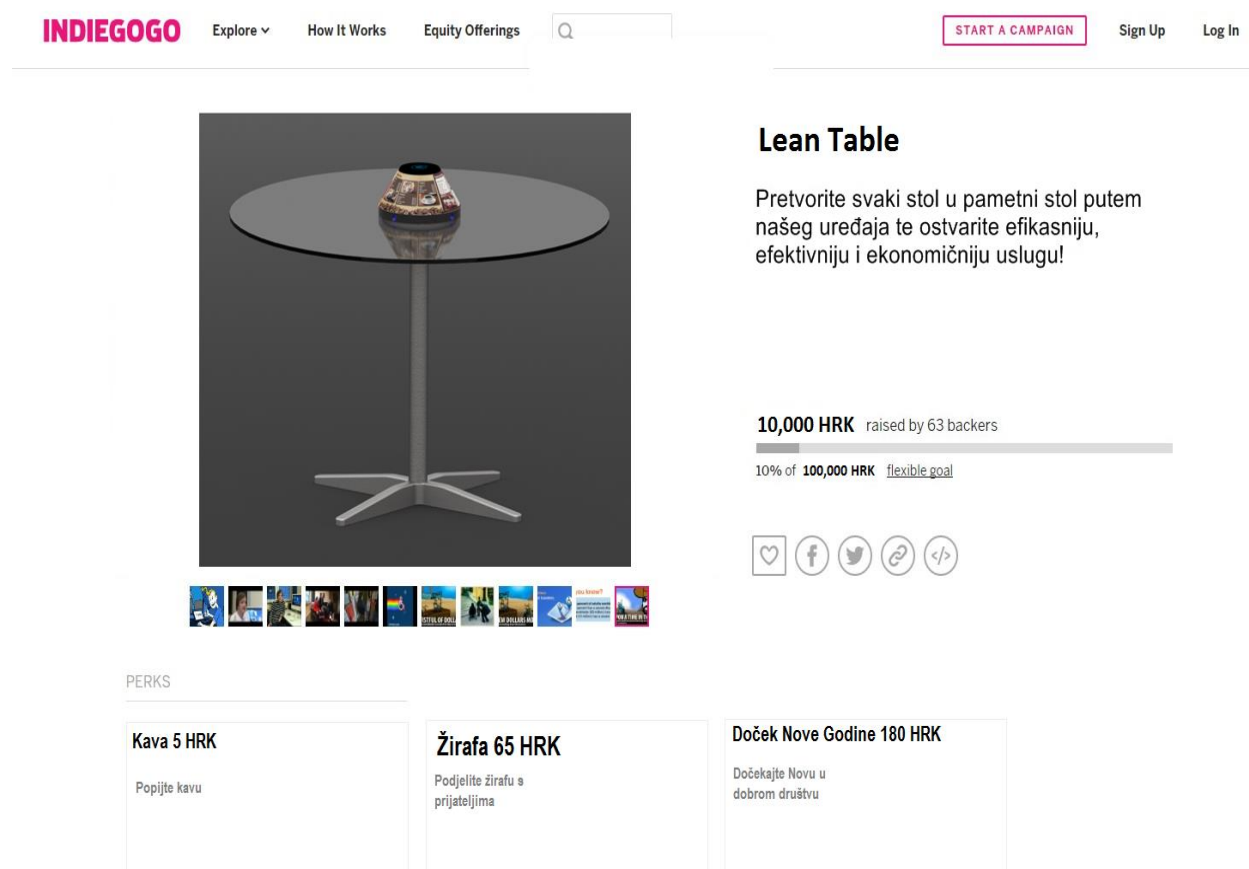 INDIEGOGO Explore How It Works Equity Offerings START A CAMPAIGN Sign Up Log In
Lean Table
Pretvorite svaki stol u pametni stol putem
našeg uređaja te ostvarite efikasniju,
efektivniju i ekonomičniju uslugu!
10,000 HRK raised by 63 backers
10% of 100,000 HRK flexible goal
you know?
PERKS
Kava 5 HRK
Popijte kavu
Žirafa 65 HRK
Podjelite žirafu s
prijateljima
Doček Nove Godine 180 HRK
Dočekajte Novu u
dobrom društvu